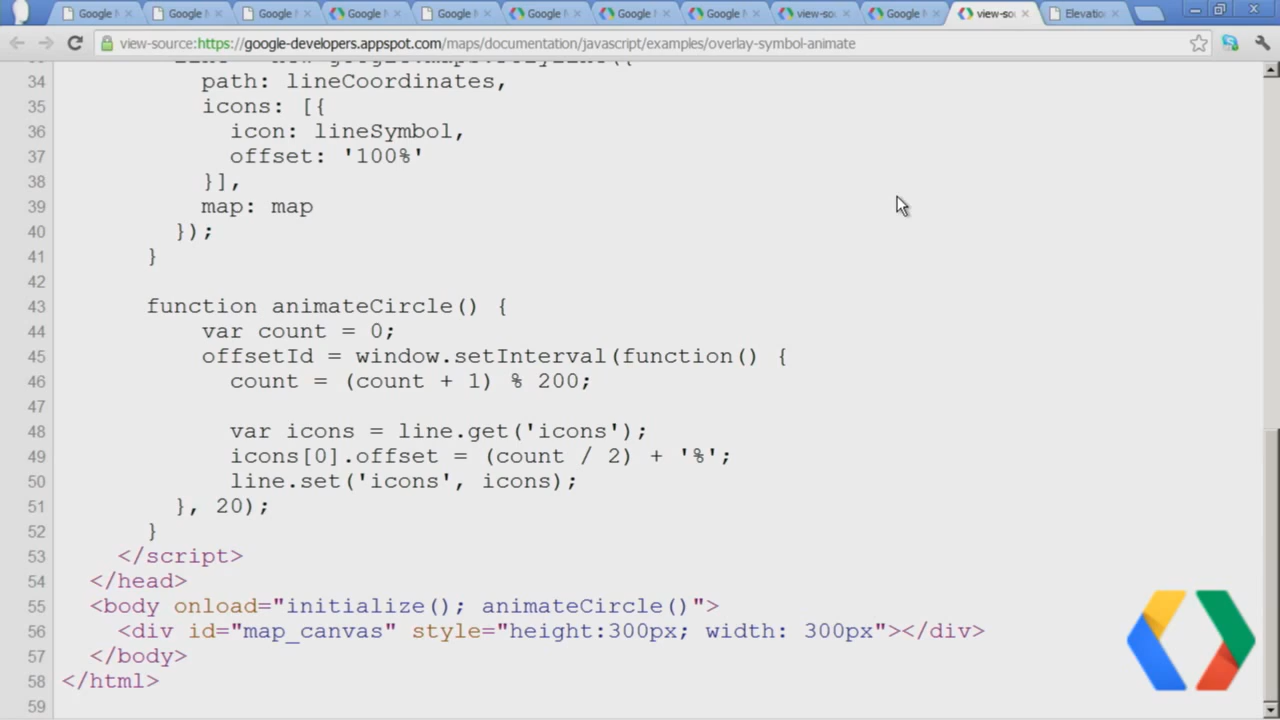 Google
Google
Google
Google
Google
Google
Google
Google
view-sou
Google
view-sou
Elevation
view-source:https://google-developers.appspot.com/maps/documentation/javascript/examples/overlay-symbol-animate
34 path: lineCoordinates,
35 icons: [{
36 icon: lineSymbol,
37 offset: '100%'
38 }],
39 map: map
40 });
41 }
42
43 function animateCircle() {
44 var count = 0;
45 offsetId = window.setInterval(function() {
46 count = (count + 1) % 200;
47
48 var icons = line.get('icons');
49 icons[0].offset = (count / 2) + '%';
50 line.set('icons', icons);
51 }, 20);
52 }
53 </script>
54 </head>
55 <body onload="initialize(); animateCircle()">
56 <div id="map_canvas" style="height:300px; width: 300px"></div>
57 </body>
58 </html>
59